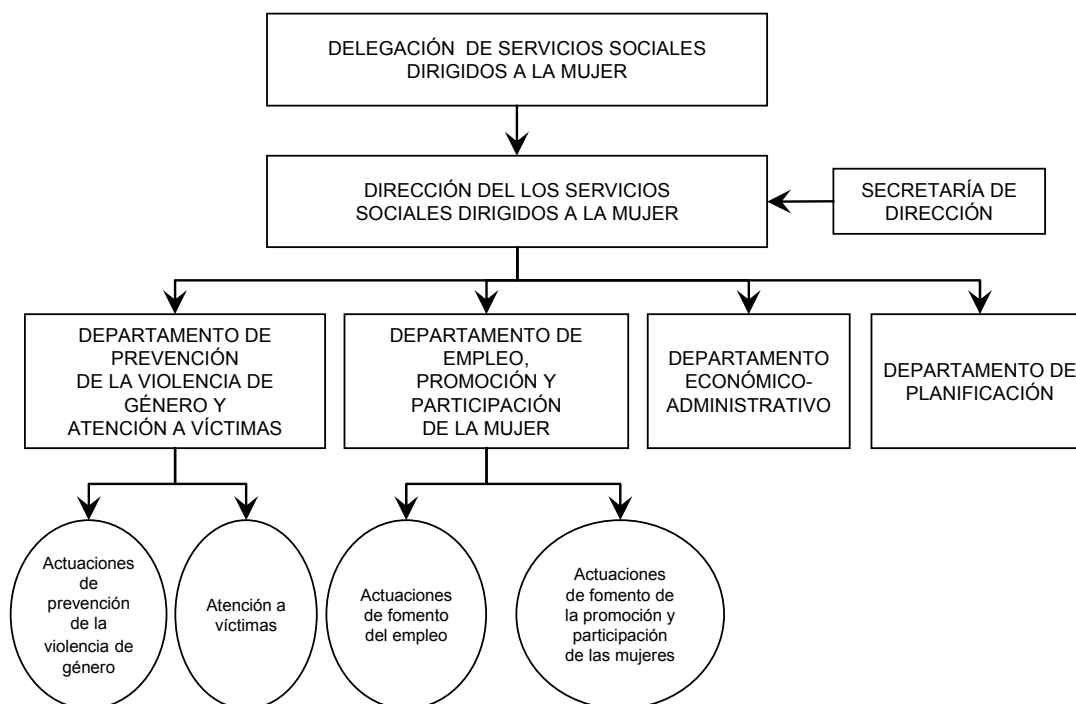 DELEGACIÓN DE SERVICIOS SOCIALES
DIRIGIDOS A LA MUJER
DIRECCIÓN DEL LOS SERVICIOS
SOCIALES DIRIGIDOS A LA MUJER
SECRETARÍA DE
DIRECCIÓN
DEPARTAMENTO DE
PREVENCIÓN
DE LA VIOLENCIA DE
GÉNERO Y
ATENCIÓN A VÍCTIMAS
DEPARTAMENTO DE
EMPLEO,
PROMOCIÓN Y
PARTICIPACIÓN
DE LA MUJER
DEPARTAMENTO
ECONÓMICO-
ADMINISTRATIVO
DEPARTAMENTO DE
PLANIFICACIÓN
Actuaciones
de
prevención
de la
violencia de
género
Atención a
víctimas
Actuaciones
de fomento
del empleo
Actuaciones
de fomento de
la promoción y
participación
de las mujeres